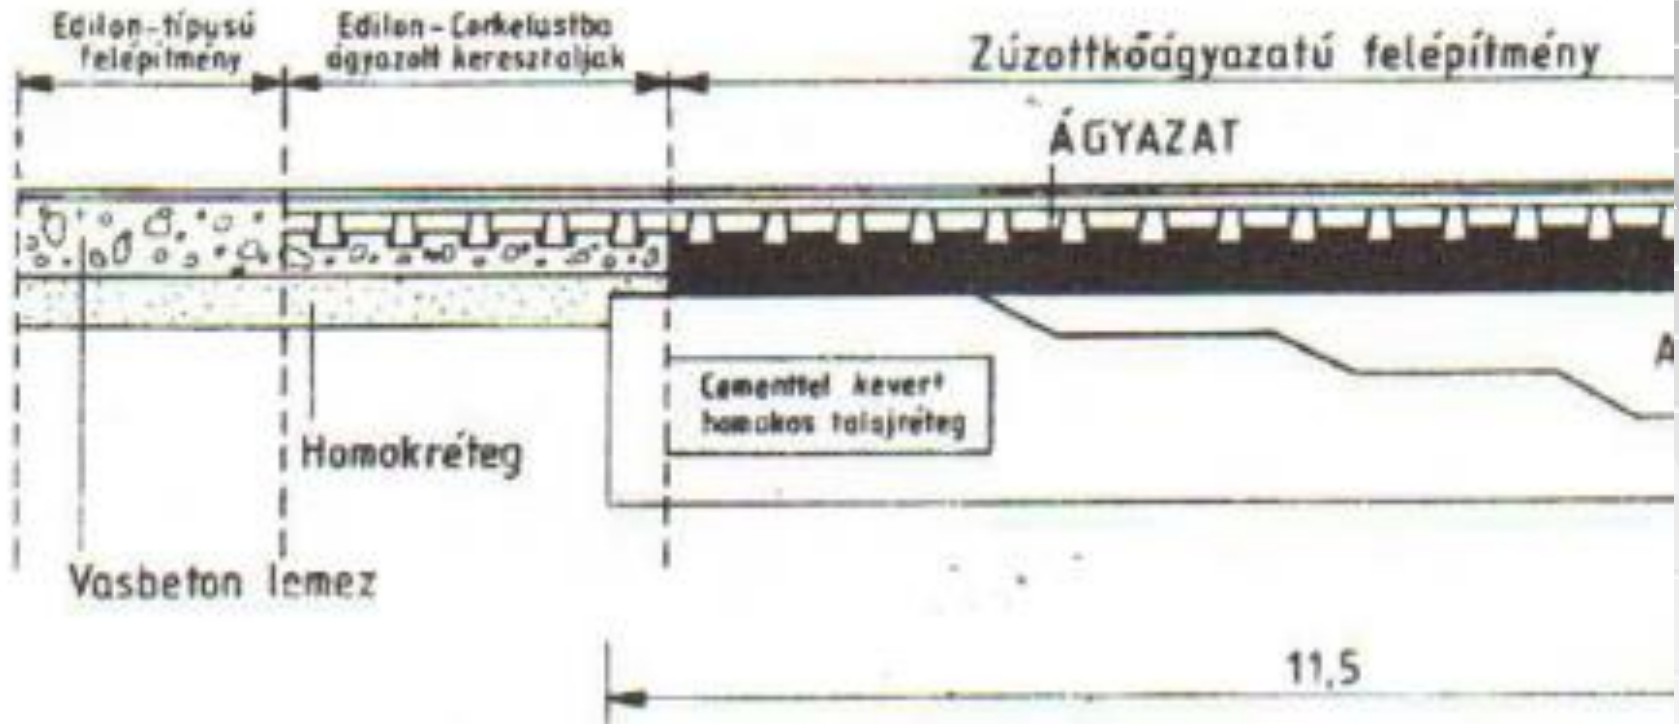 Edilon-típusú
felépítmény
Edilon-Corkelastba
ágyazott keresztaljak
Zúzottkőágyazatú felépítmény
ÁGYAZAT
Cementtel kevert
homokos talajréteg
A
Homokréteg
Vasbeton lemez
11,5